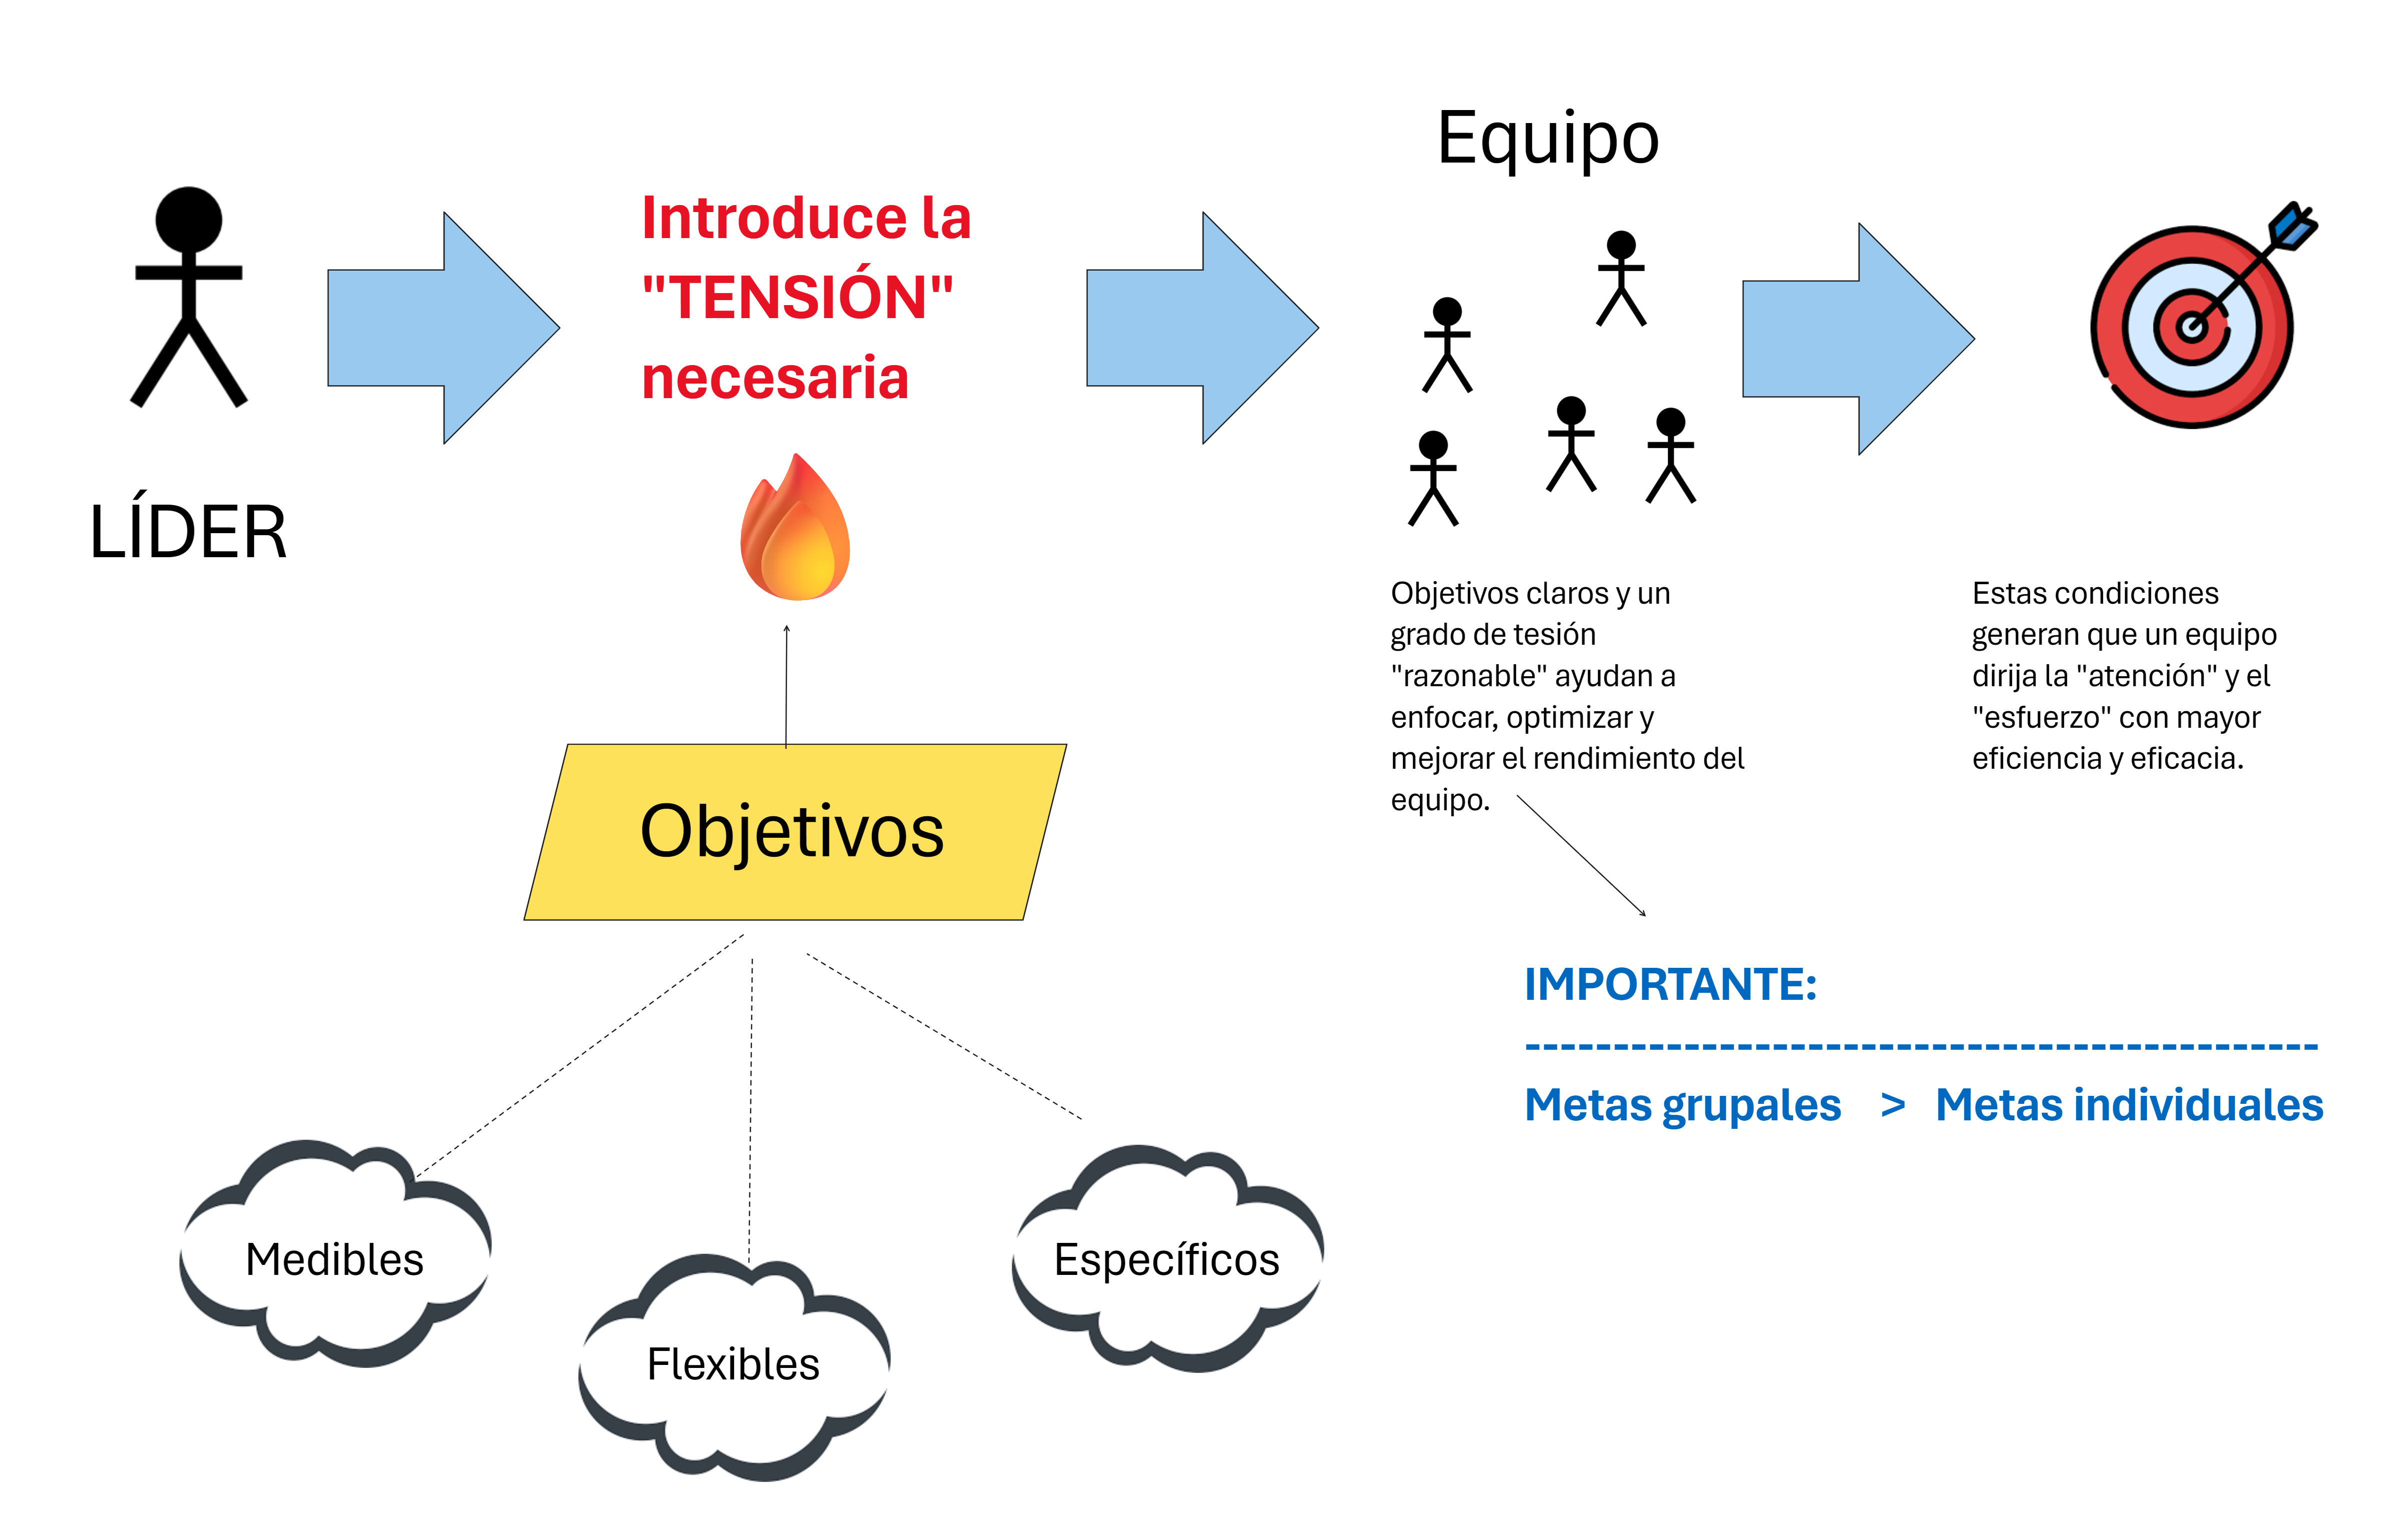 LÍDER
Introduce la
"TENSIÓN"
necesaria
Objetivos
Medibles
Flexibles
Específicos
Equipo
Objetivos claros y un
grado de tesión
"razonable" ayudan a
enfocar, optimizar y
mejorar el rendimiento del
equipo.
Estas condiciones
generan que un equipo
dirija la "atención" y el
"esfuerzo" con mayor
eficiencia y eficacia.
IMPORTANTE:
--------------------------------------------
Metas grupales > Metas individuales